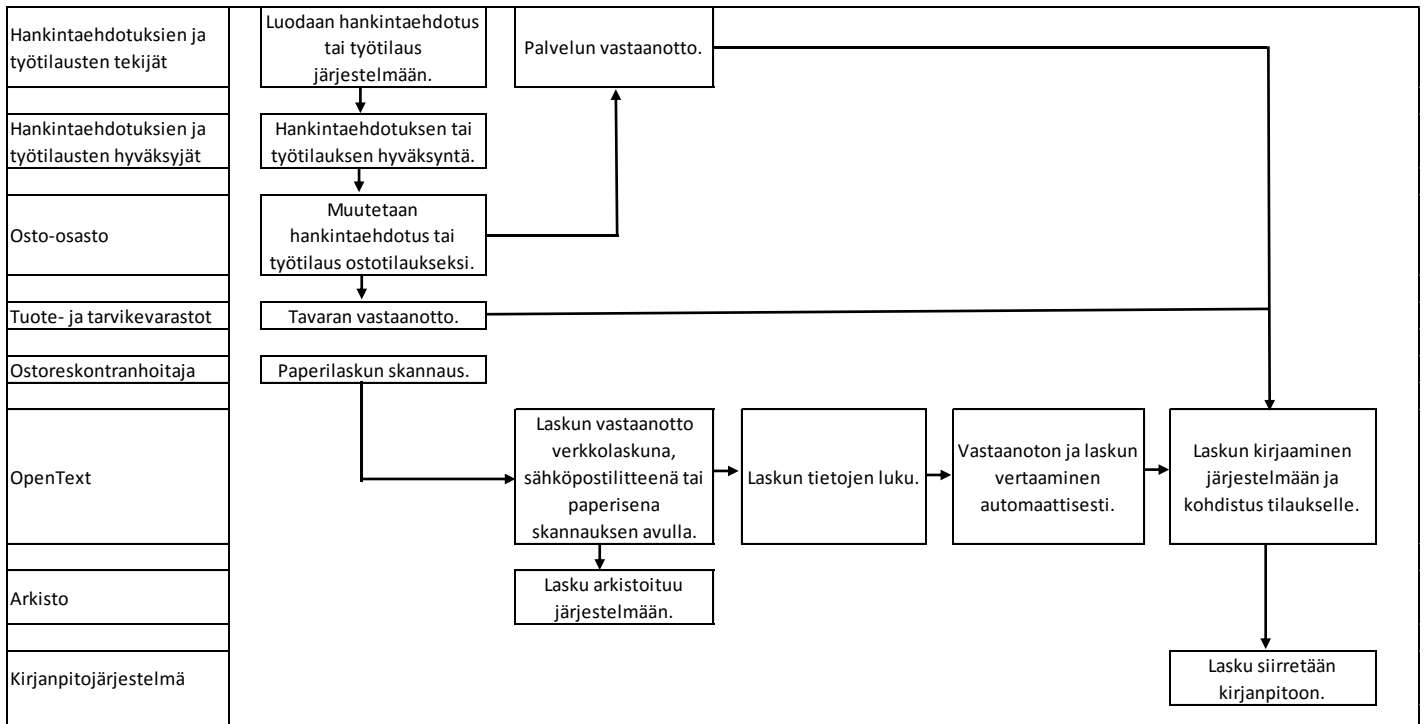 Hankintaehdotuksien ja
työtilausten tekijät
Luodaan hankintaehdotus
tai työtilaus
järjestelmään.
Palvelun vastaanotto.
Hankintaehdotuksien ja
työtilausten hyväksyjät
Hankintaehdotuksen tai
työtilauksen hyväksyntä.
Osto-osasto
Muutetaan
hankintaehdotus tai
työtilaus ostotilaukseksi.
Tuote- ja tarvikevarastot
Tavaran vastaanotto.
Ostoreskontranhoitaja
Paperilaskun skannaus.
OpenText
Laskun vastaanotto
verkkolaskuna,
sähköpostilitteenä tai
paperisena
skannauksen avulla.
Laskun tietojen luku.
Vastaanoton ja laskun
vertaaminen
automaattisesti.
Laskun kirjaaminen
järjestelmään ja
kohdistus tilaukselle.
Arkisto
Lasku arkistoituu
järjestelmään.
Kirjanpitojärjestelmä
Lasku siirretään
kirjanpitoon.